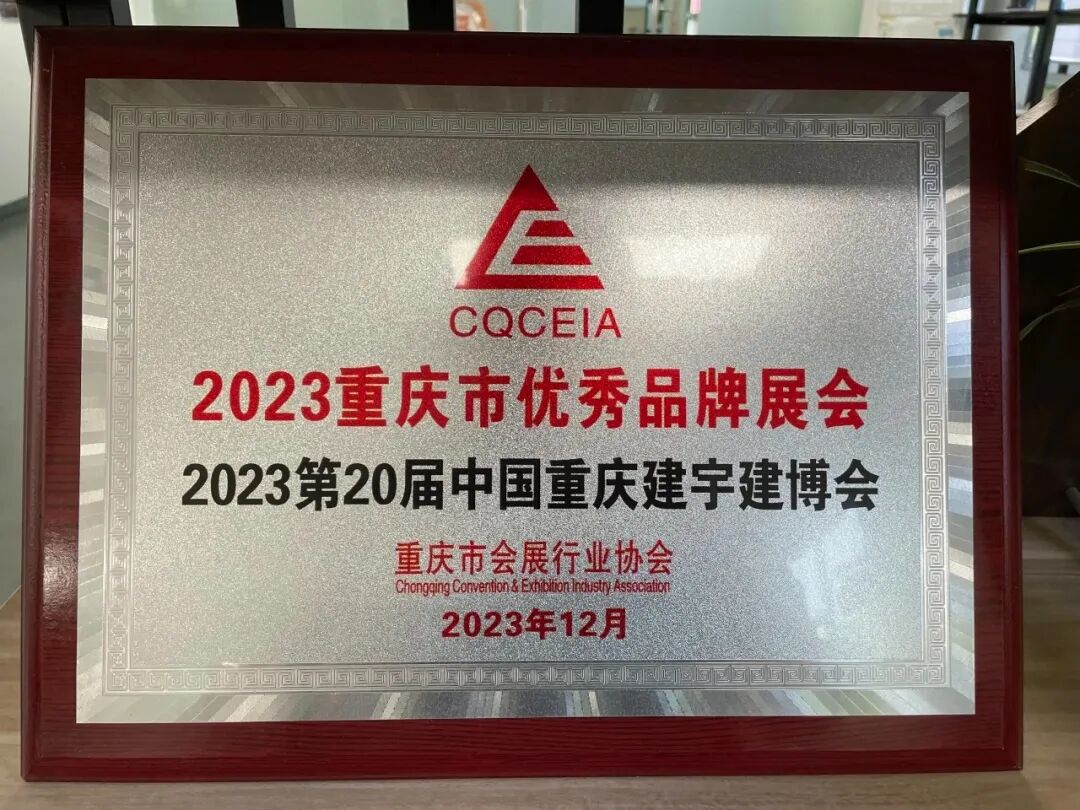 CQCEIA
2023重庆市优秀品牌展会
2023第20届中国重庆建宇建博会
重庆市会展行业协会
Chongqing Convention & Exhibition Industry Association
2023年12月